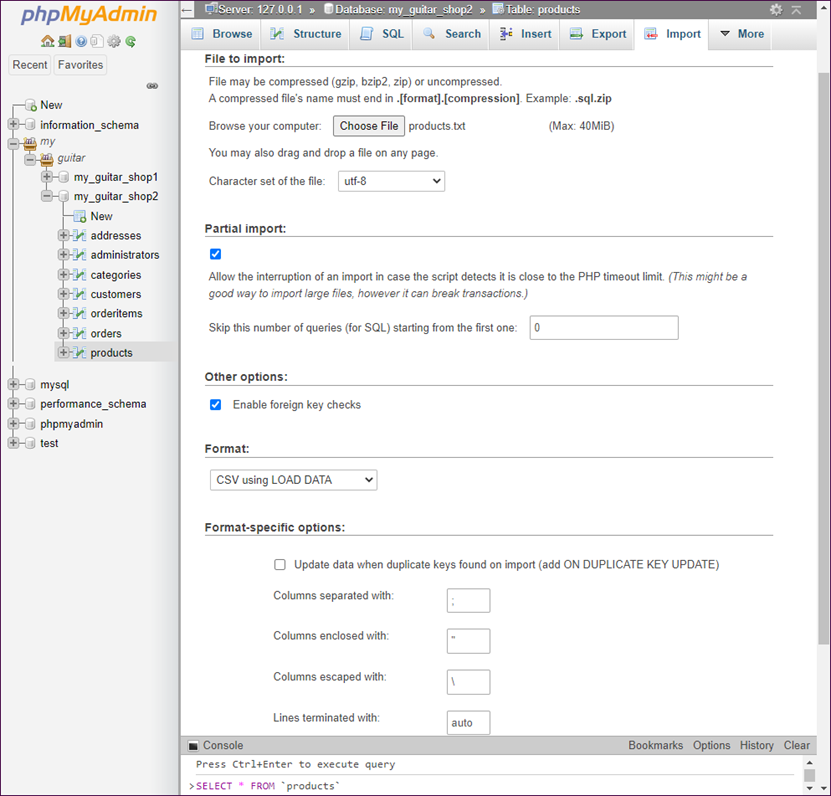 phpMyAdmin
Recent Favorites
New
information_schema
my
guitar
my_guitar_shop1
my_guitar_shop2
New
addresses
administrators
categories
customers
orderitems
orders
products
mysql
performance_schema
phpmyadmin
test
Server: 127.0.0.1 » Database: my_guitar_shop2 » Table: products
Browse Structure SQL Search Insert Export Import More
File to import:
File may be compressed (gzip, bzip2, zip) or uncompressed.
A compressed file's name must end in .[format].[compression]. Example: .sql.zip
Browse your computer: Choose File products.txt (Max: 40MiB)
You may also drag and drop a file on any page.
Character set of the file: utf-8
Partial import:
Allow the interruption of an import in case the script detects it is close to the PHP timeout limit. (This might be a
good way to import large files, however it can break transactions.)
Skip this number of queries (for SQL) starting from the first one: 0
Other options:
Enable foreign key checks
Format:
CSV using LOAD DATA
Format-specific options:
Update data when duplicate keys found on import (add ON DUPLICATE KEY UPDATE)
Columns separated with: ;
Columns enclosed with: "
Columns escaped with: \
Lines terminated with: auto
Console Bookmarks Options History Clear
Press Ctrl+Enter to execute query
>SELECT * FROM `products`